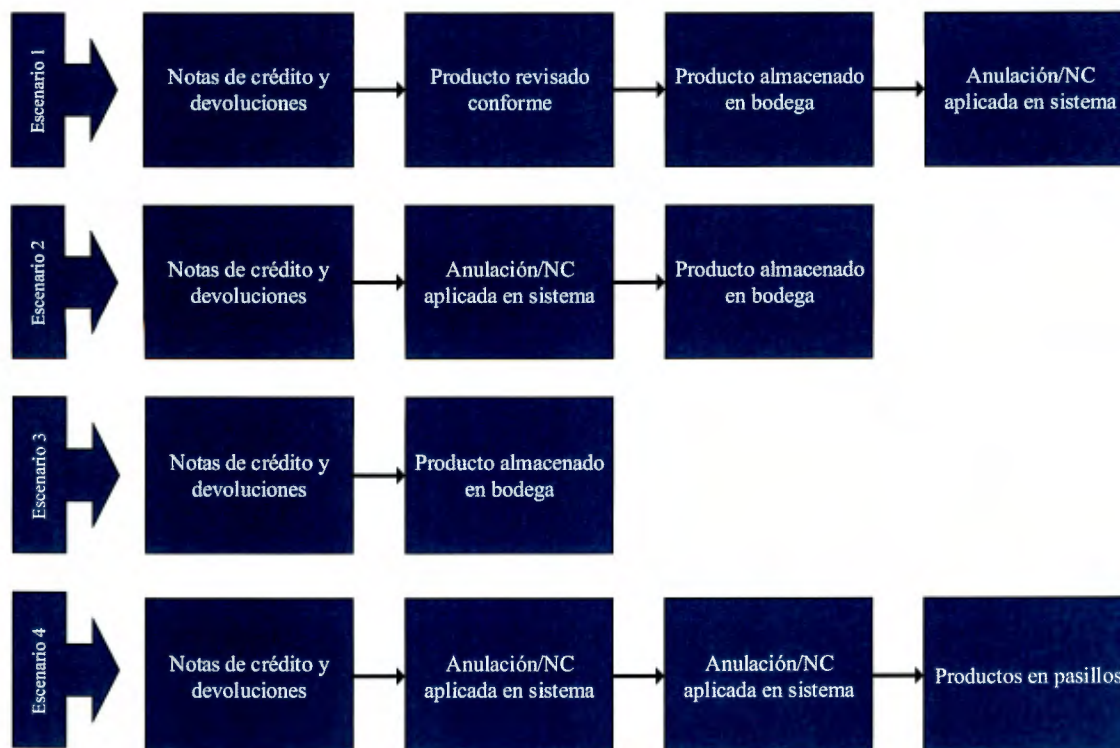 Escenario 1
Notas de crédito y
devoluciones
Producto revisado
conforme
Producto almacenado
en bodega
Anulación/NC
aplicada en sistema
Escenario 2
Notas de crédito y
devoluciones
Anulación/NC
aplicada en sistema
Producto almacenado
en bodega
Escenario 3
Notas de crédito y
devoluciones
Producto almacenado
en bodega
Escenario 4
Notas de crédito y
devoluciones
Anulación/NC
aplicada en sistema
Anulación/NC
aplicada en sistema
Productos en pasillos